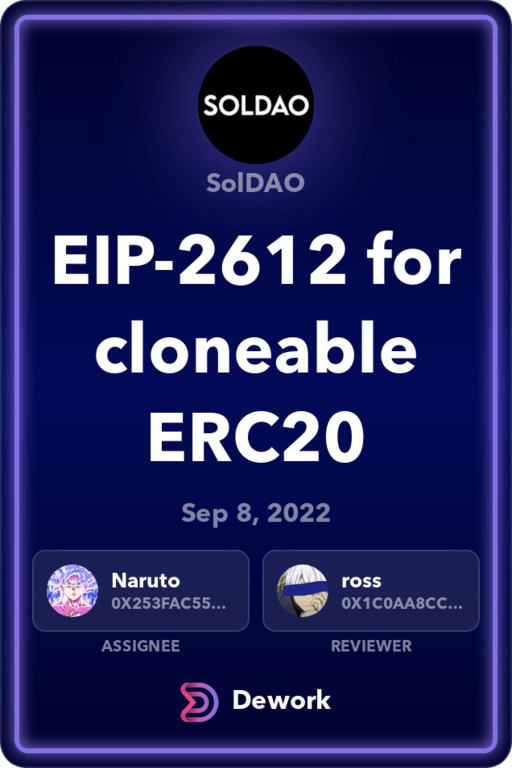 SOLDAO
SolDAO
EIP-2612 for
cloneable
ERC20
Sep 8, 2022
Naruto
0X253FAC55...
ross
0X1C0AA8CC...
ASSIGNEE
REVIEWER
Dework